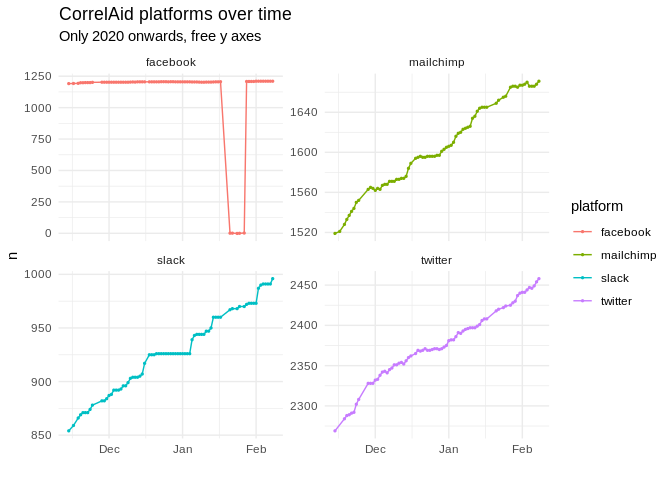 CorrelAid platforms over time
Only 2020 onwards, free y axes
facebook
mailchimp
1250
1000
750
500
250
0
1640
1600
1560
1520
n
slack
twitter
1000
950
900
850
2450
2400
2350
2300
Dec
Jan
Feb
Dec
Jan
Feb
platform
facebook
mailchimp
slack
twitter